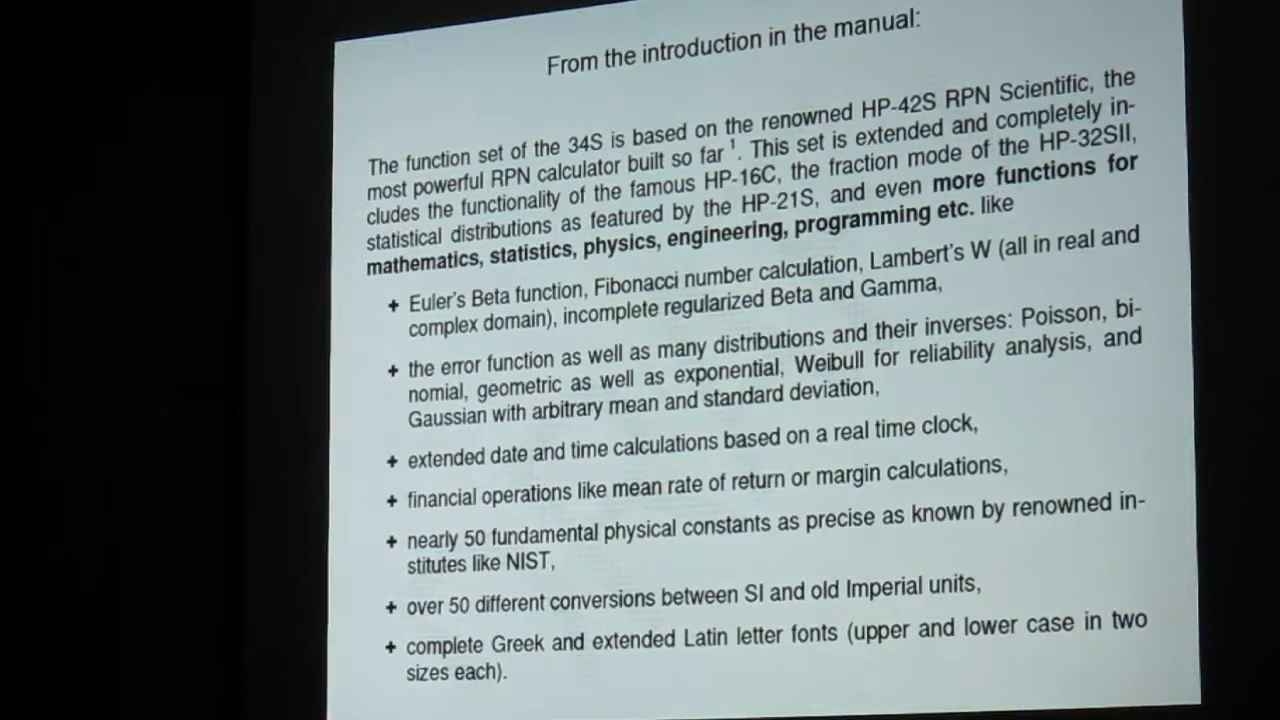 From the introduction in the manual:
The function set of the 34S is based on the renowned HP-42S RPN Scientific, the
most powerful RPN calculator built so far 1. This set is extended and completely in-
cludes the functionality of the famous HP-16C, the fraction mode of the HP-32SII,
statistical distributions as featured by the HP-21S, and even more functions for
mathematics, statistics, physics, engineering, programming etc. like
+ Euler's Beta function, Fibonacci number calculation, Lambert's W (all in real and
complex domain), incomplete regularized Beta and Gamma,
+ the error function as well as many distributions and their inverses: Poisson, bi-
nomial, geometric as well as exponential, Weibull for reliability analysis, and
Gaussian with arbitrary mean and standard deviation,
+ extended date and time calculations based on a real time clock,
+ financial operations like mean rate of return or margin calculations,
+ nearly 50 fundamental physical constants as precise as known by renowned in-
stitutes like NIST,
+ over 50 different conversions between SI and old Imperial units,
+ complete Greek and extended Latin letter fonts (upper and lower case in two
sizes each).